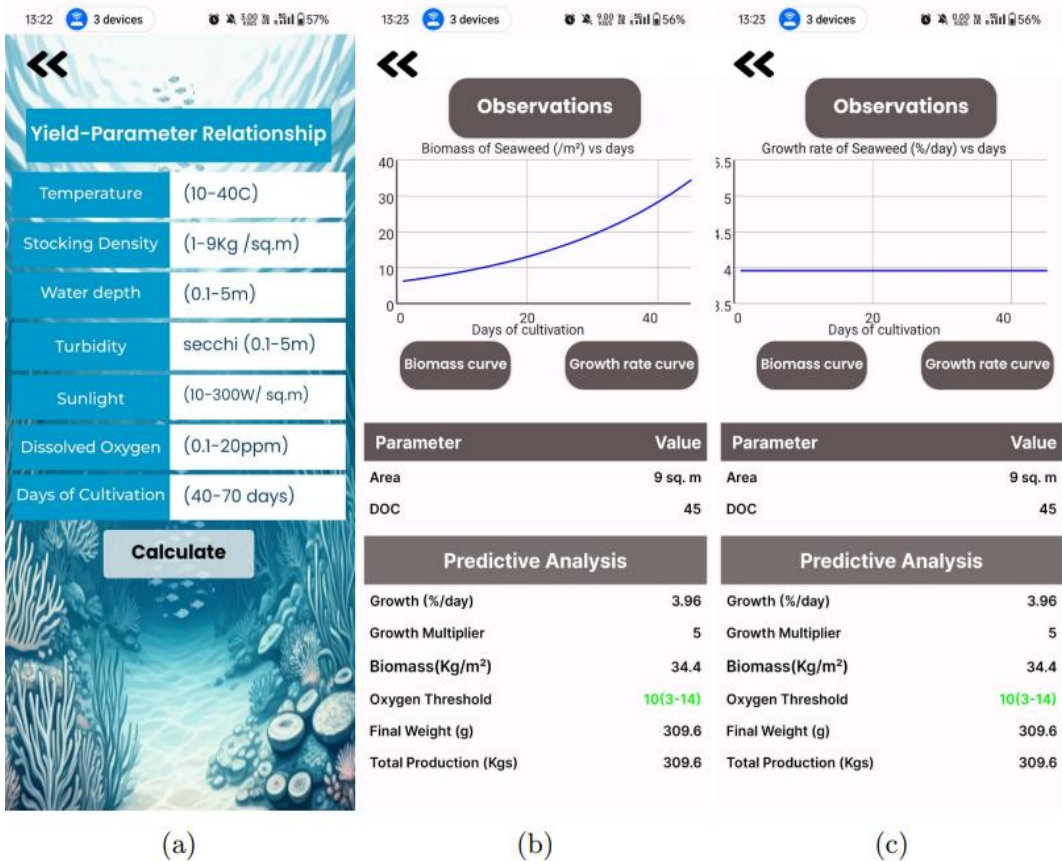 13:22 3 devices 57%
Yield-Parameter Relationship
Temperature (10-40C)
Stocking Density (1-9Kg /sq.m)
Water depth (0.1-5m)
Turbidity secchi (0.1-5m)
Sunlight (10-300W/ sq.m)
Dissolved Oxygen (0.1-20ppm)
Days of Cultivation (40-70 days)
Calculate
(a)
13:23 3 devices 56%
Observations
Biomass of Seaweed (/m²) vs days
40
30
20
10
0
0 20 40
Days of cultivation
Biomass curve Growth rate curve
Parameter Value
Area 9 sq. m
DOC 45
Predictive Analysis
Growth (%/day) 3.96
Growth Multiplier 5
Biomass(Kg/m²) 34.4
Oxygen Threshold 10(3-14)
Final Weight (g) 309.6
Total Production (Kgs) 309.6
(b)
13:23 3 devices 56%
Observations
Growth rate of Seaweed (%/day) vs days
5.5
5
4.5
4
3.5
0 20 40
Days of cultivation
Biomass curve Growth rate curve
Parameter Value
Area 9 sq. m
DOC 45
Predictive Analysis
Growth (%/day) 3.96
Growth Multiplier 5
Biomass(Kg/m²) 34.4
Oxygen Threshold 10(3-14)
Final Weight (g) 309.6
Total Production (Kgs) 309.6
(c)